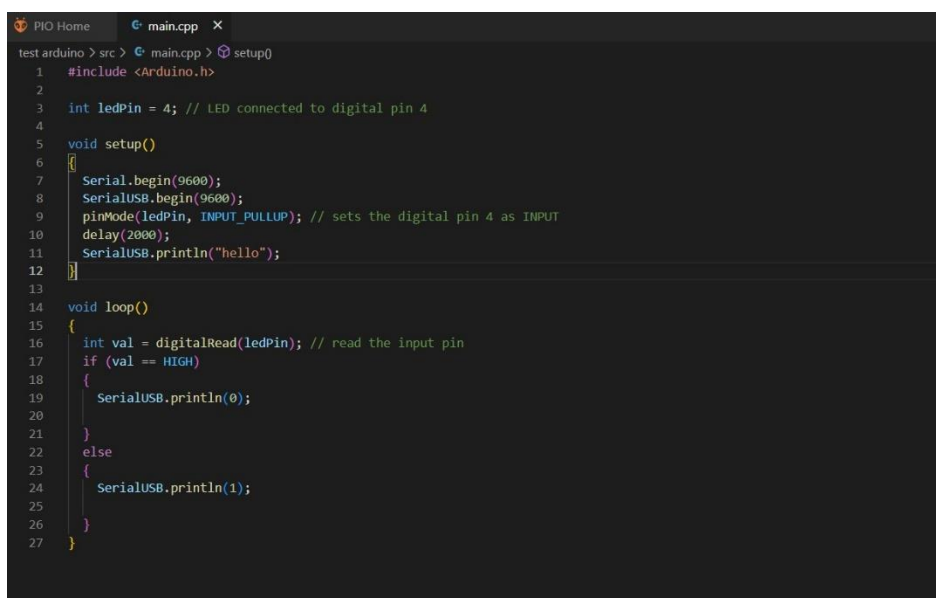 PIO Home main.cpp X
test arduino > src > main.cpp > setup()
1 #include <Arduino.h>
2
3 int ledPin = 4; // LED connected to digital pin 4
4
5 void setup()
6 {
7 Serial.begin(9600);
8 SerialUSB.begin(9600);
9 pinMode(ledPin, INPUT_PULLUP); // sets the digital pin 4 as INPUT
10 delay(2000);
11 SerialUSB.println("hello");
12 }
13
14 void loop()
15 {
16 int val = digitalRead(ledPin); // read the input pin
17 if (val == HIGH)
18 {
19 SerialUSB.println(0);
20
21 }
22 else
23 {
24 SerialUSB.println(1);
25
26 }
27 }